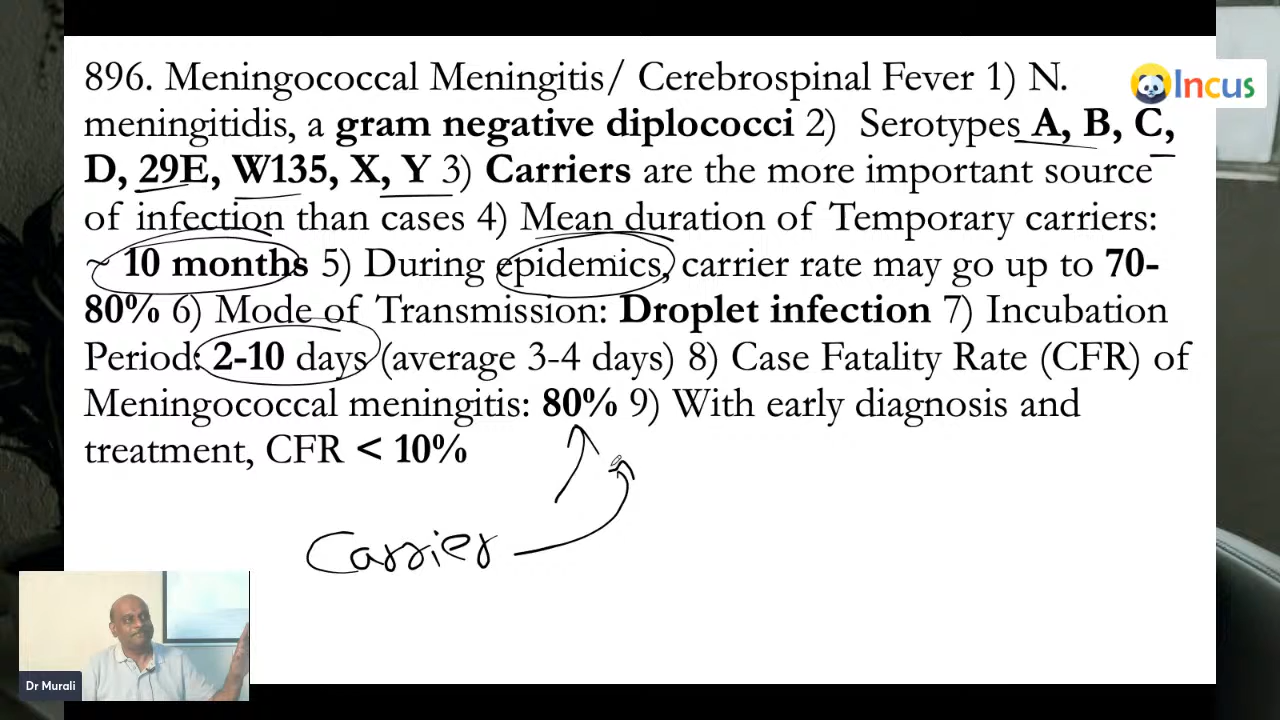 896. Meningococcal Meningitis/ Cerebrospinal Fever 1) N.
Incus
meningitidis, a gram negative diplococci 2) Serotypes A, B, C,
D, 29E, W135, X, Y 3) Carriers are the more important source
of infection than cases 4) Mean duration of Temporary carriers:
~ 10 months 5) During epidemics, carrier rate may go up to 70-
80% 6) Mode of Transmission: Droplet infection 7) Incubation
Period: 2-10 days (average 3-4 days) 8) Case Fatality Rate (CFR) of
Meningococcal meningitis: 80% 9) With early diagnosis and
treatment, CFR < 10%
Carrier
Dr Murali